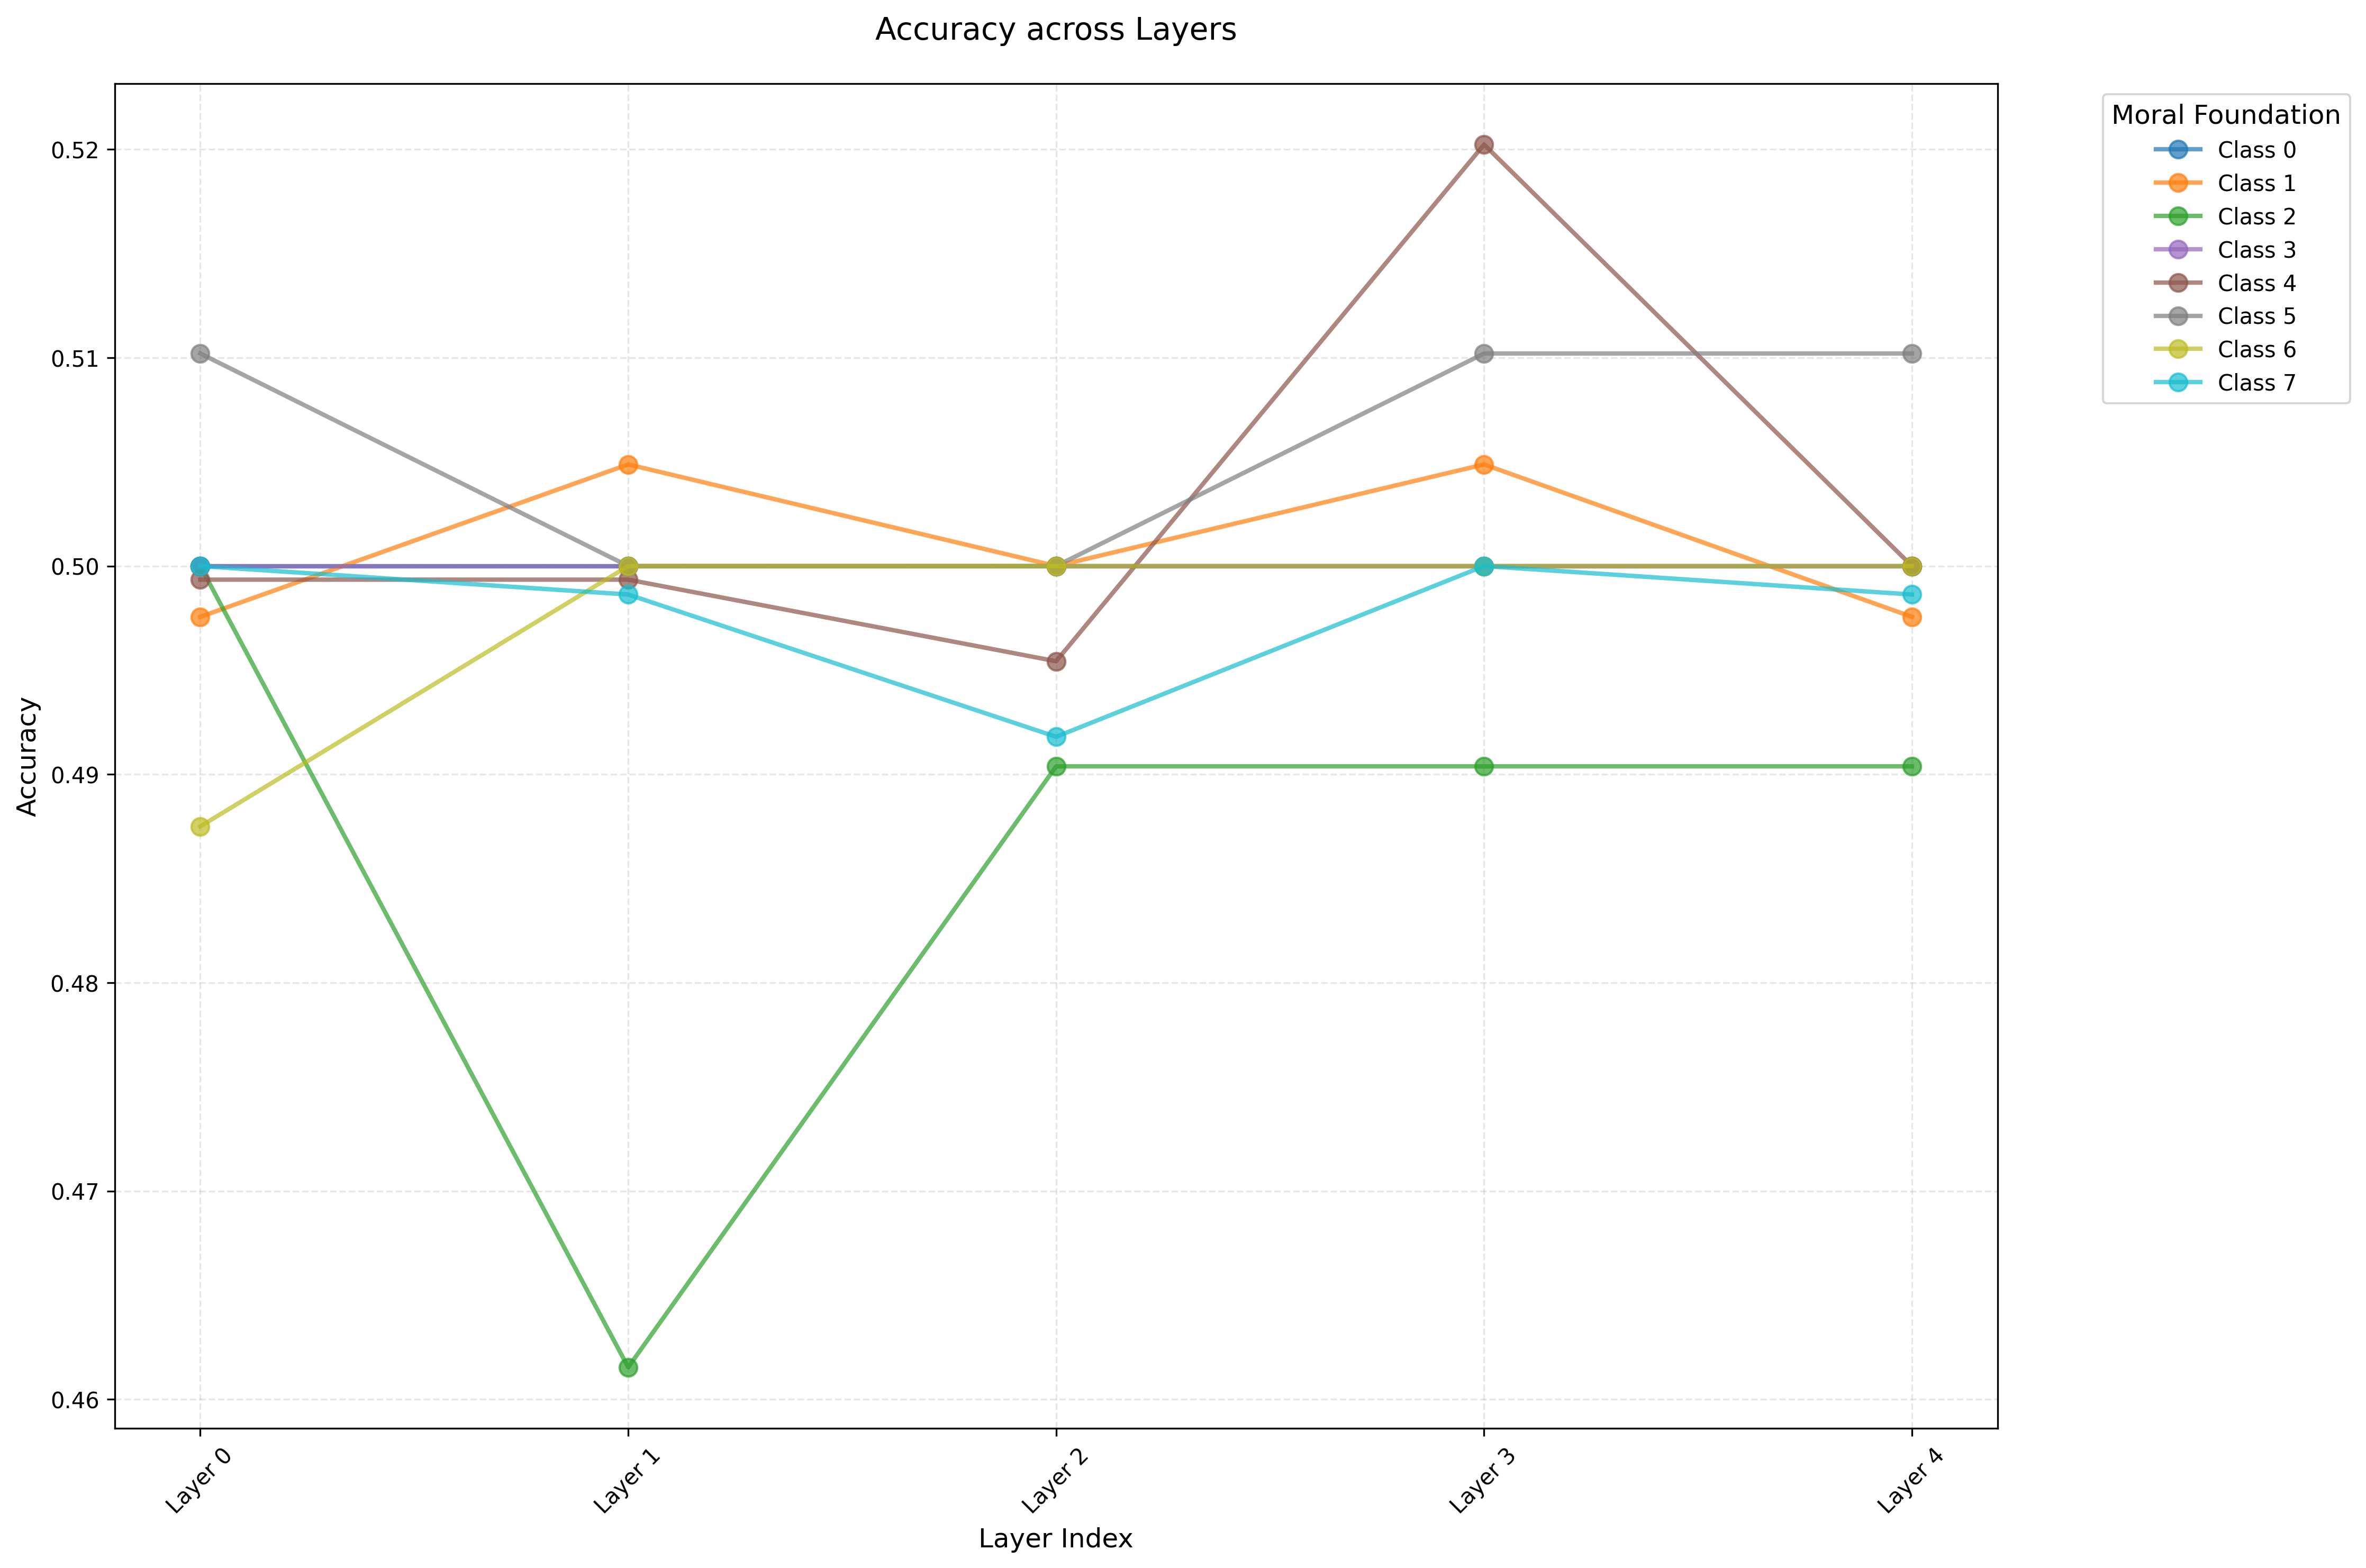 Accuracy across Layers
Moral Foundation
Class 0
Class 1
Class 2
Class 3
Class 4
Class 5
Class 6
Class 7
Accuracy
0.52
0.51
0.50
0.49
0.48
0.47
0.46
Layer 0
Layer 1
Layer 2
Layer 3
Layer 4
Layer Index